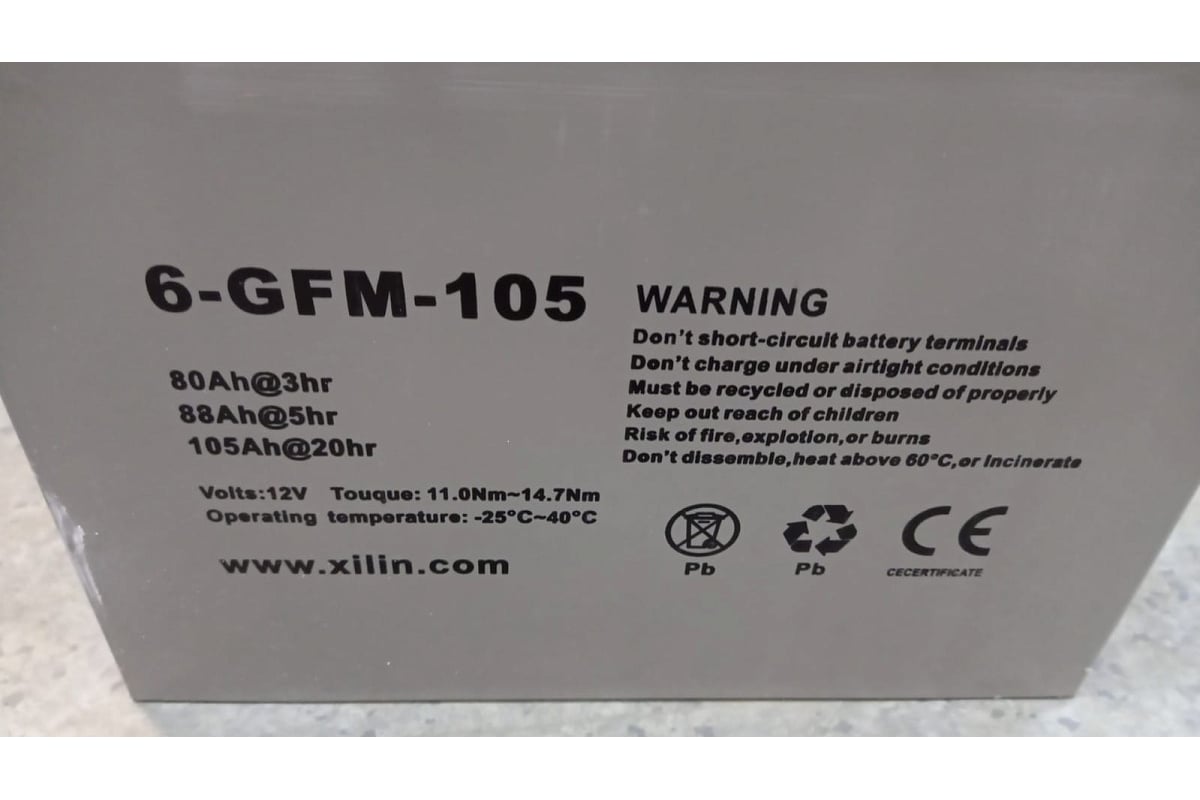 6-GFM-105
80Ah@3hr
88Ah@5hr
105Ah@20hr
Volts:12V Touque: 11.0Nm~14.7Nm
Operating temperature: -25°C~40°C
www.xilin.com
WARNING
Don't short-circuit battery terminals
Don't charge under airtight conditions
Must be recycled or disposed of properly
Keep out reach of children
Risk of fire,explotion,or burns
Don't dissemble,heat above 60°C,or Incinerate
Pb
Pb
CE
CECERTIFICATE